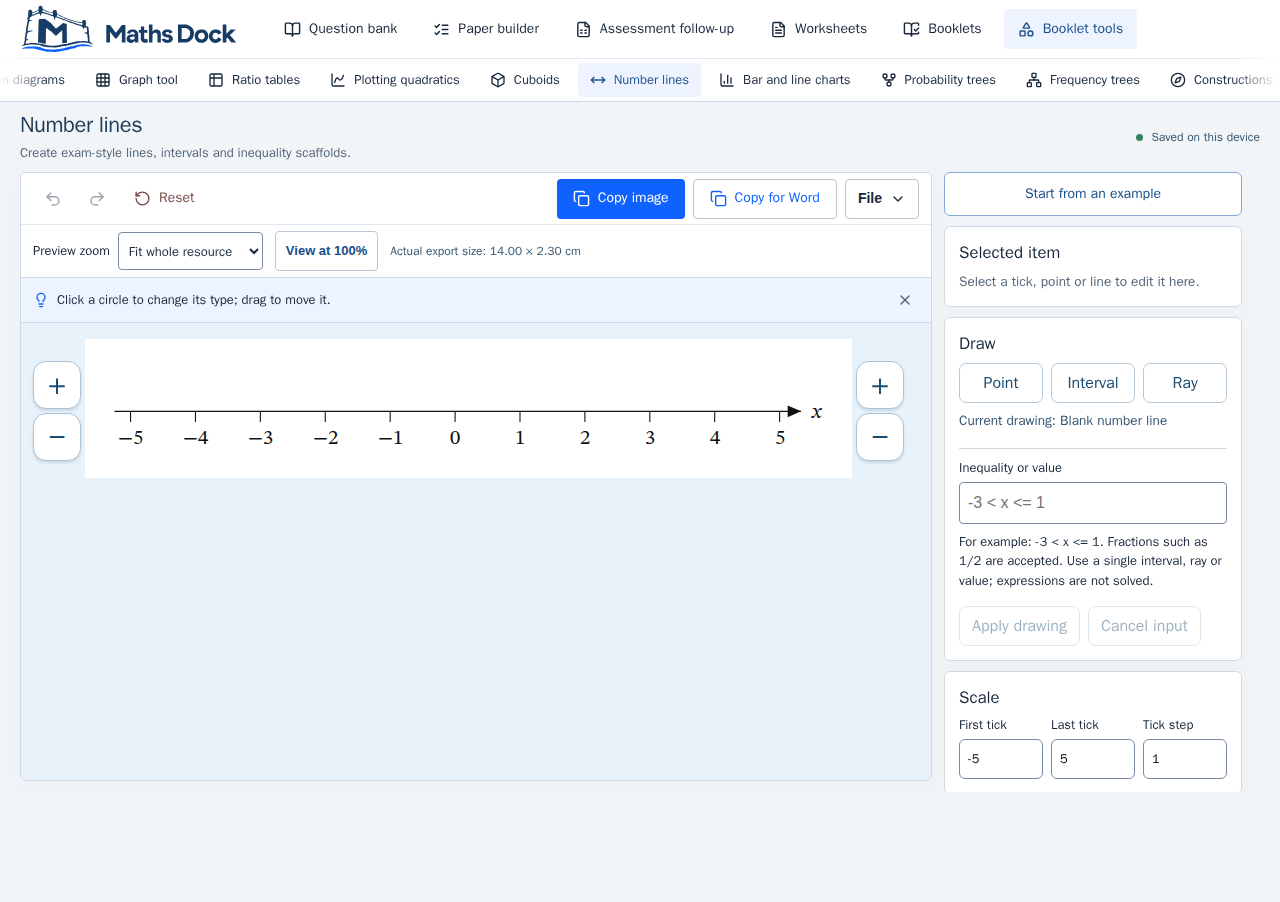 Maths Dock
Question bank
Paper builder
Assessment follow-up
Worksheets
Booklets
Booklet tools
diagrams
Graph tool
Ratio tables
Plotting quadratics
Cuboids
Number lines
Bar and line charts
Probability trees
Frequency trees
Constructions
Number lines
Create exam-style lines, intervals and inequality scaffolds.
Saved on this device
Reset
Copy image
Copy for Word
File
Preview zoom
Fit whole resource
View at 100%
Actual export size: 14.00 × 2.30 cm
Click a circle to change its type; drag to move it.
+
−
−5 −4 −3 −2 −1 0 1 2 3 4 5 x
+
−
Start from an example
Selected item
Select a tick, point or line to edit it here.
Draw
Point
Interval
Ray
Current drawing: Blank number line
Inequality or value
-3 < x <= 1
For example: -3 < x <= 1. Fractions such as
1/2 are accepted. Use a single interval, ray or
value; expressions are not solved.
Apply drawing
Cancel input
Scale
First tick
Last tick
Tick step
-5
5
1